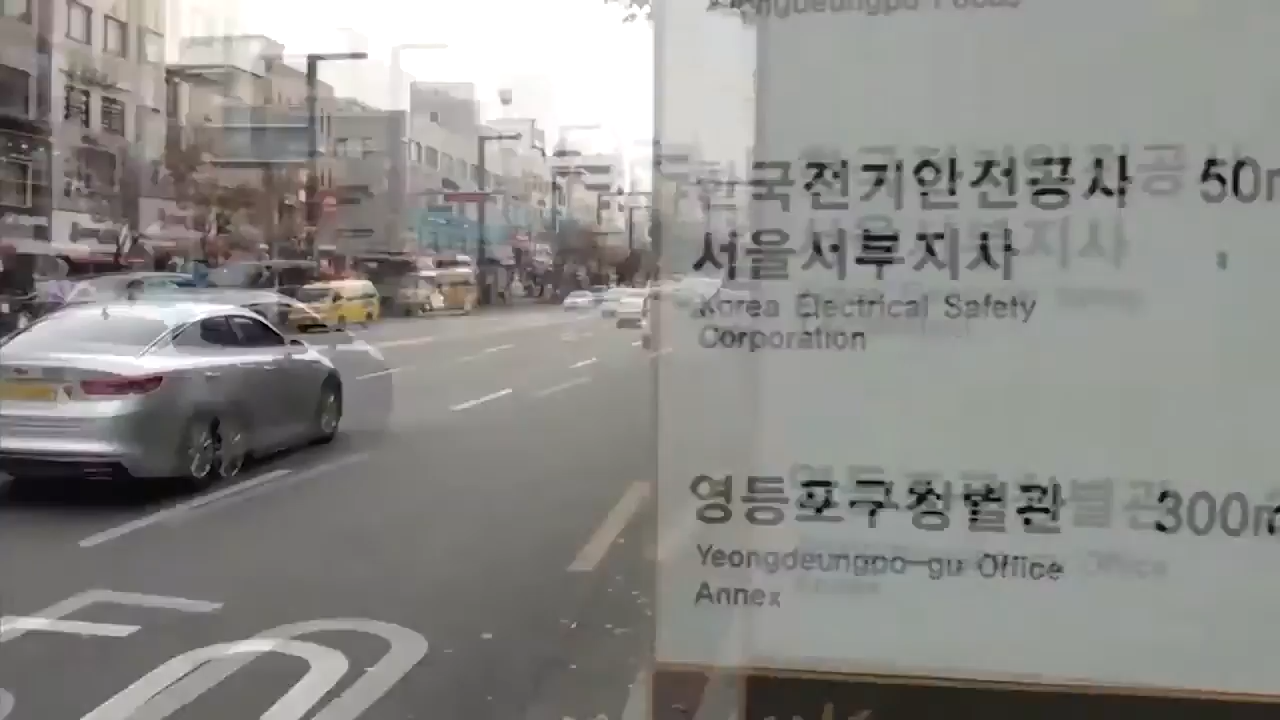 한국전기안전공사 50m
서울서부지사
Korea Electrical Safety
Corporation
영등포구청별관 300m
Yeongdeungpo-gu Office
Annex